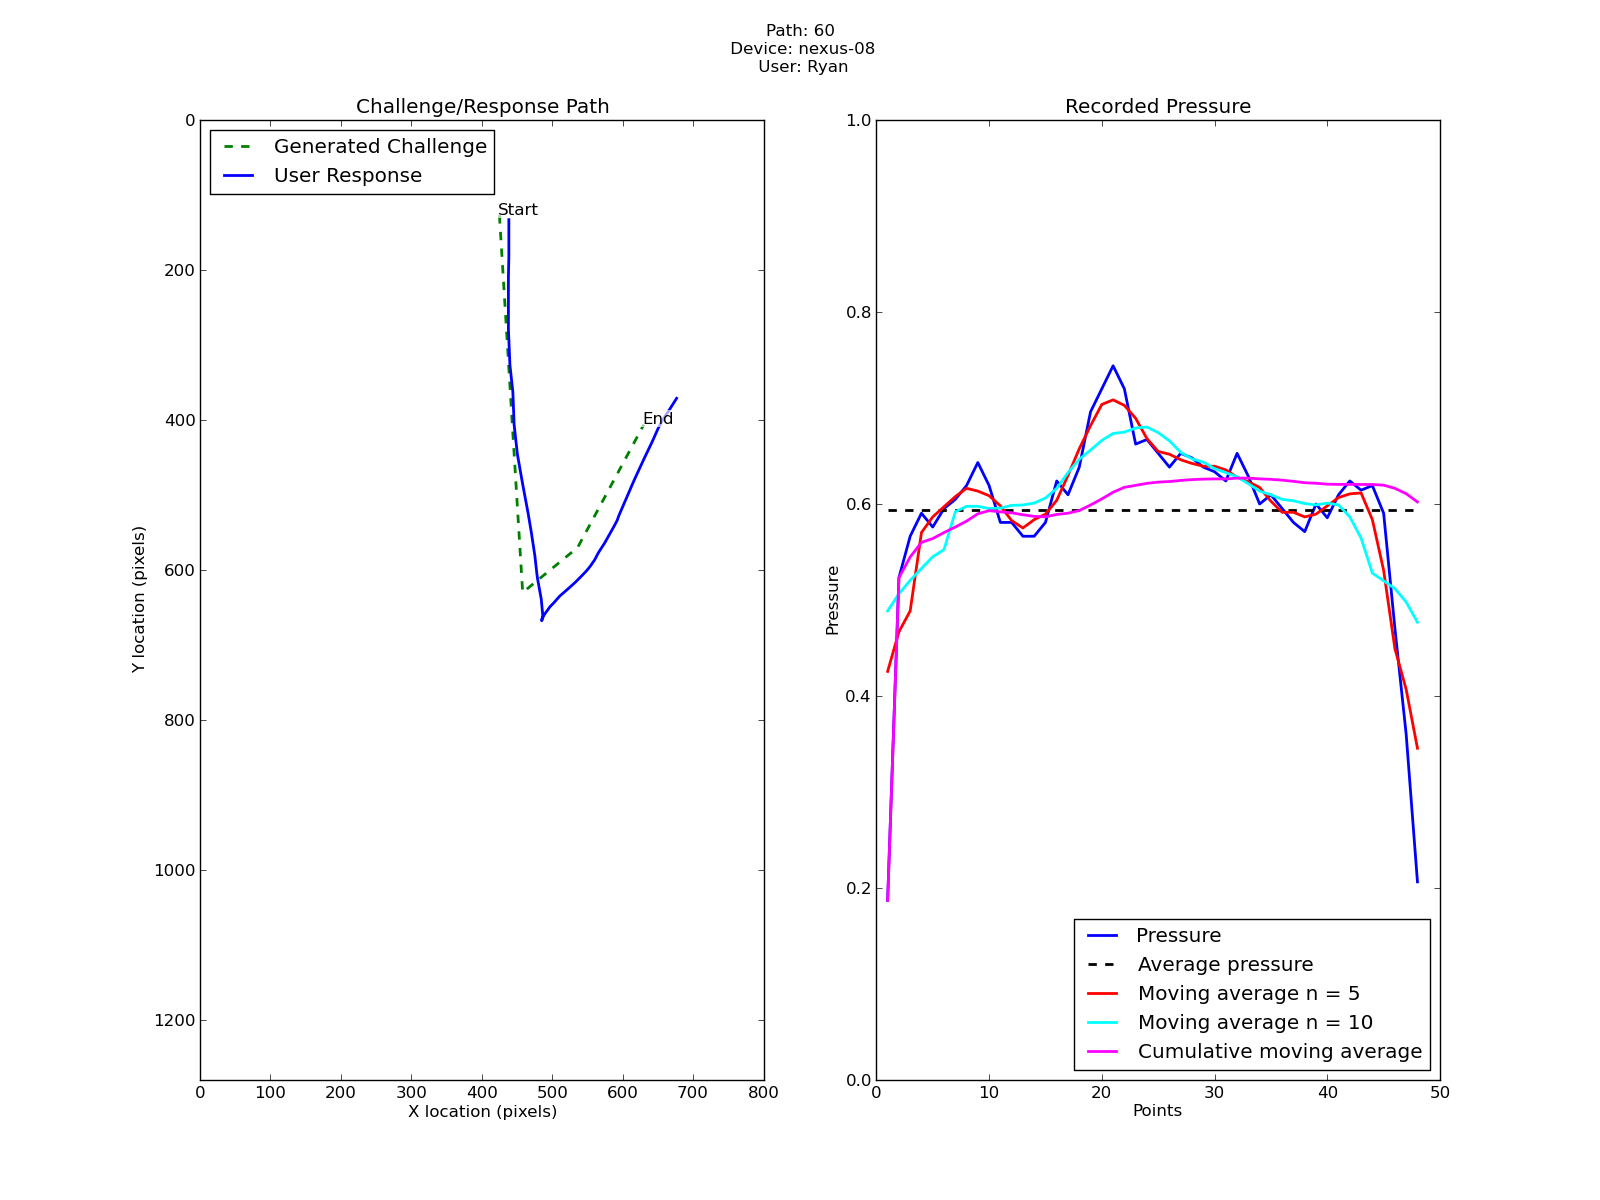 Path: 60
Device: nexus-08
User: Ryan
Challenge/Response Path
Generated Challenge
User Response
Start
End
0
200
400
600
800
1000
1200
Y location (pixels)
0 100 200 300 400 500 600 700 800
X location (pixels)
Recorded Pressure
1.0
0.8
0.6
0.4
0.2
0.0
Pressure
Pressure
Average pressure
Moving average n = 5
Moving average n = 10
Cumulative moving average
0 10 20 30 40 50
Points